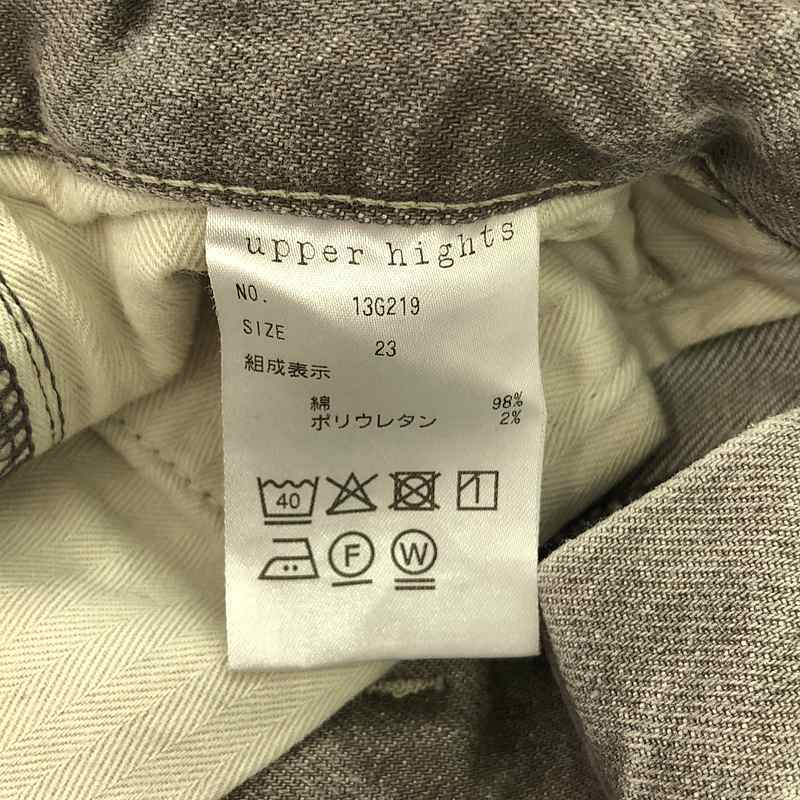 upper hights
NO. 13G219
SIZE 23
組成表示
綿 98%
ポリウレタン 2%
40
F W